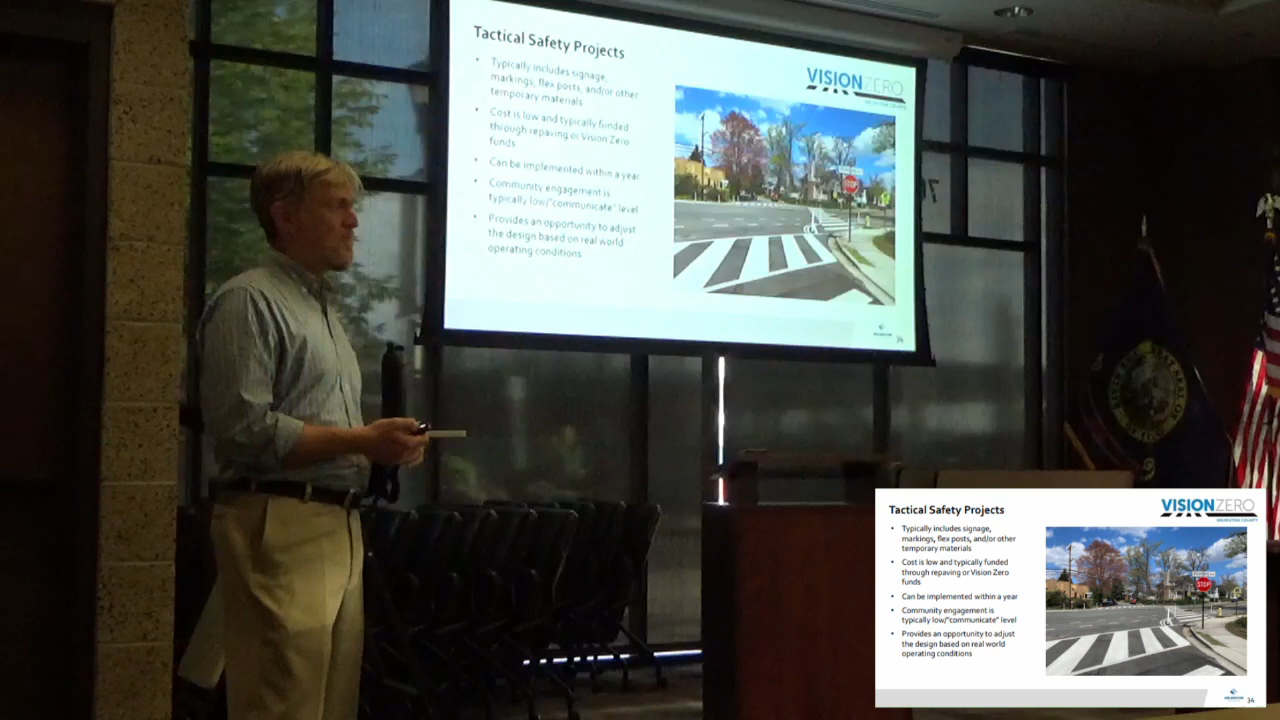 Tactical Safety Projects
VISIONZERO
ARLINGTON COUNTY
• Typically includes signage,
markings, flex posts, and/or other
temporary materials
• Cost is low and typically funded
through repaving or Vision Zero
funds
• Can be implemented within a year
• Community engagement is
typically low/"communicate" level
• Provides an opportunity to adjust
the design based on real world
operating conditions
STOP
ARLINGTON
34
Tactical Safety Projects
VISIONZERO
ARLINGTON COUNTY
• Typically includes signage,
markings, flex posts, and/or other
temporary materials
• Cost is low and typically funded
through repaving or Vision Zero
funds
• Can be implemented within a year
• Community engagement is
typically low/"communicate" level
• Provides an opportunity to adjust
the design based on real world
operating conditions
STOP
ARLINGTON
34